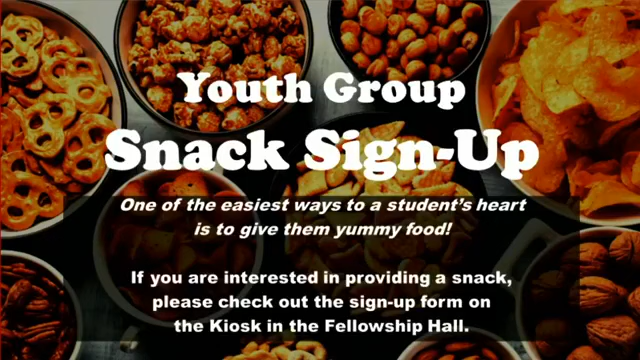 Youth Group
Snack Sign-Up
One of the easiest ways to a student's heart
is to give them yummy food!
If you are interested in providing a snack,
please check out the sign-up form on
the Kiosk in the Fellowship Hall.